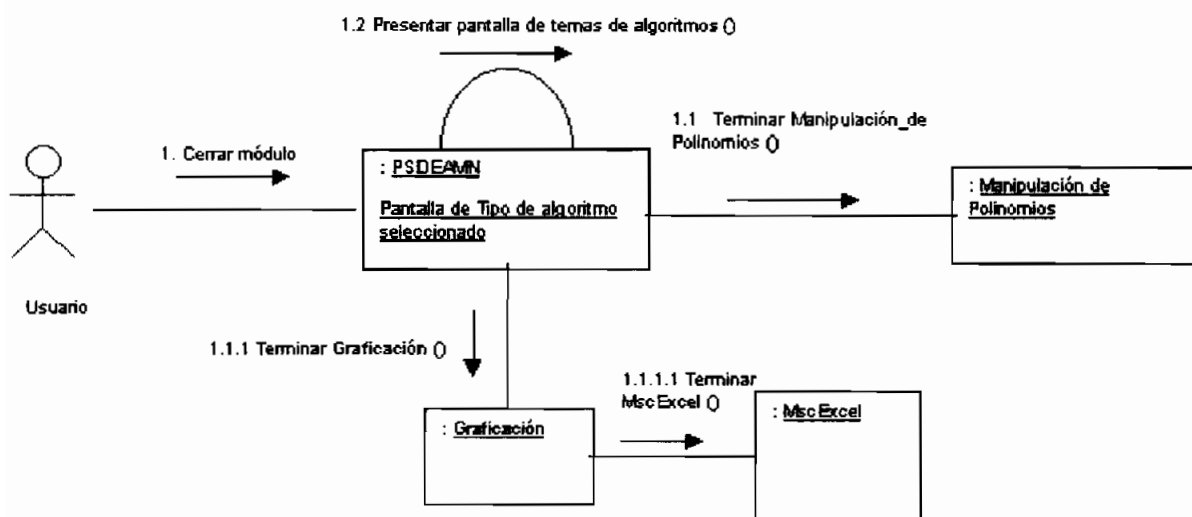 1.2 Presentar pantalla de temas de algoritmos ()
1.1 Terminar Manipulación_de
Polinomios ()
1. Cerrar módulo
: PSIDEAMN
Pantalla de Tipo de algoritmo
seleccionado
: Manipulación de
Polinomios
Usuario
1.1.1 Terminar Graficación ()
1.1.1.1 Terminar
MscExcel ()
: Graficación
: MscExcel